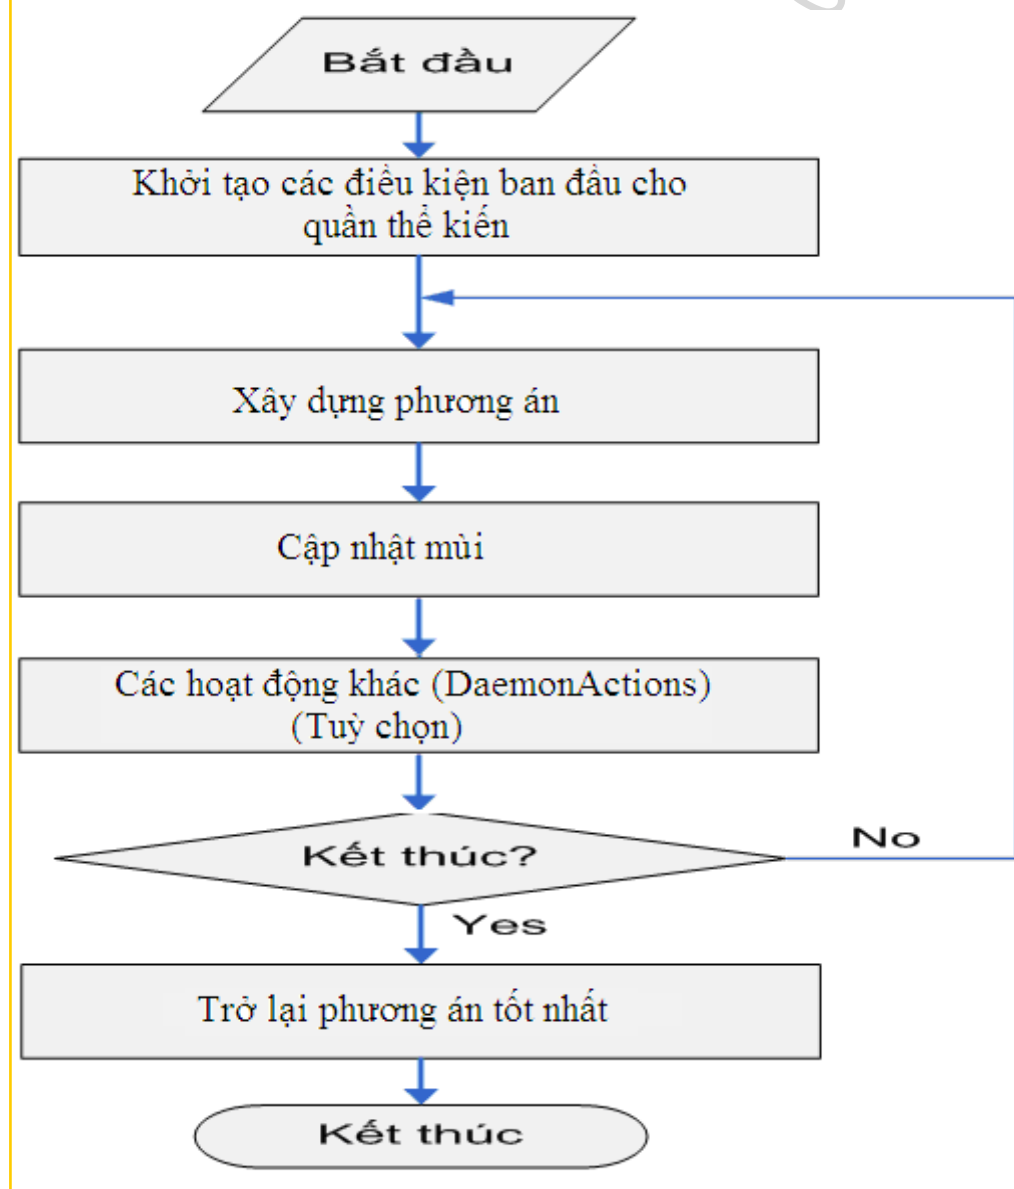 Bắt đầu
Khởi tạo các điều kiện ban đầu cho
quần thể kiến
Xây dựng phương án
Cập nhật mùi
Các hoạt động khác (DaemonActions)
(Tuỳ chọn)
Kết thúc?
No
Yes
Trở lại phương án tốt nhất
Kết thúc